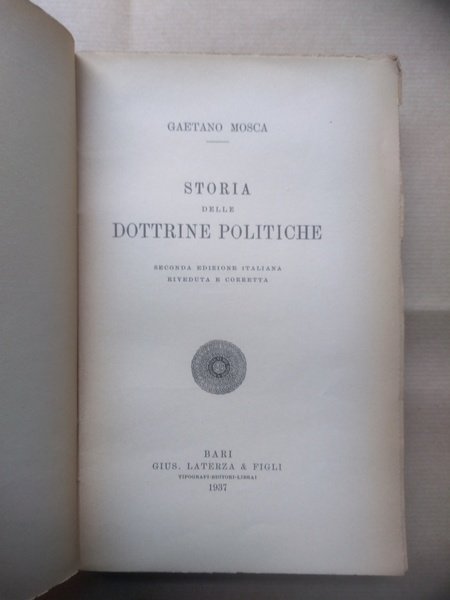 GAETANO MOSCA
STORIA
DELLE
DOTTRINE POLITICHE
SECONDA EDIZIONE ITALIANA
RIVEDUTA E CORRETTA
BARI
GIUS. LATERZA & FIGLI
TIPOGRAFI-EDITORI-LIBRAI
1937